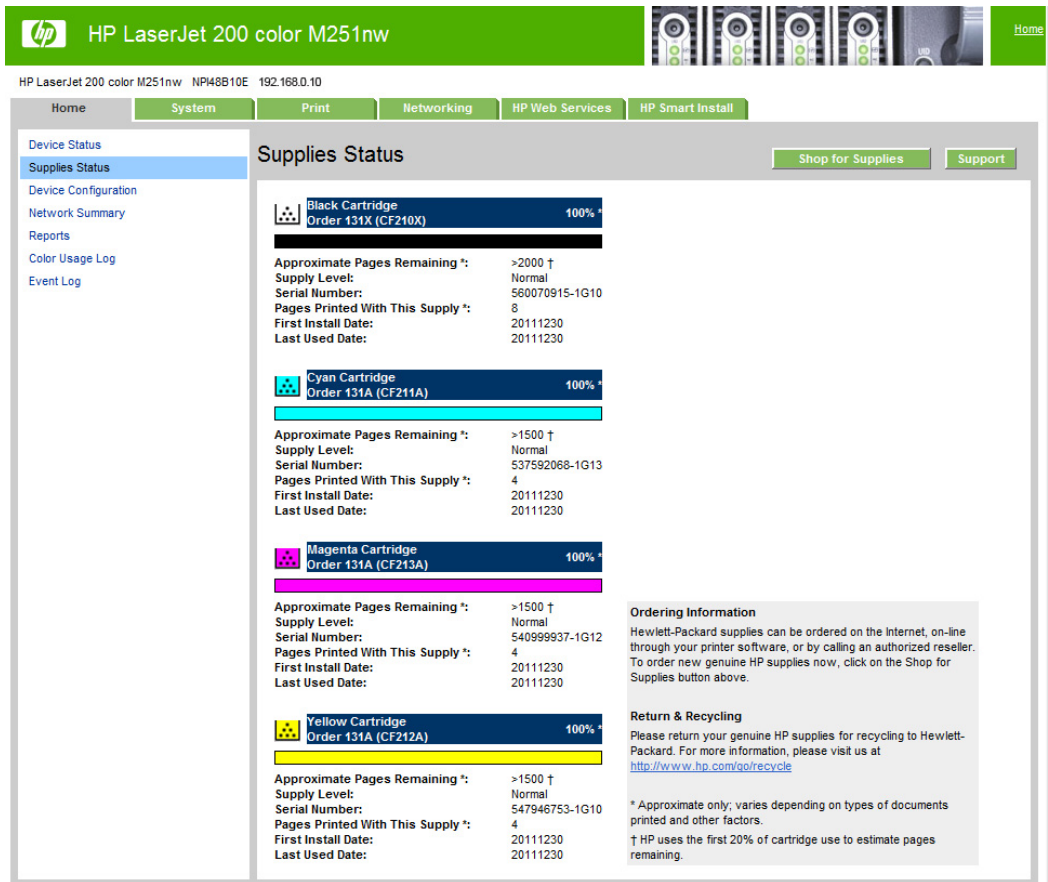 hp HP LaserJet 200 color M251nw
UID
Home
HP LaserJet 200 color M251nw NPI48B10E 192.168.0.10
Home System Print Networking HP Web Services HP Smart Install
Device Status
Supplies Status
Device Configuration
Network Summary
Reports
Color Usage Log
Event Log
Supplies Status
Shop for Supplies Support
Black Cartridge
Order 131X (CF210X) 100% *
Approximate Pages Remaining *: >2000 †
Supply Level: Normal
Serial Number: 560070915-1G10
Pages Printed With This Supply *: 8
First Install Date: 20111230
Last Used Date: 20111230
Cyan Cartridge
Order 131A (CF211A) 100% *
Approximate Pages Remaining *: >1500 †
Supply Level: Normal
Serial Number: 537592068-1G13
Pages Printed With This Supply *: 4
First Install Date: 20111230
Last Used Date: 20111230
Magenta Cartridge
Order 131A (CF213A) 100% *
Approximate Pages Remaining *: >1500 †
Supply Level: Normal
Serial Number: 540999937-1G12
Pages Printed With This Supply *: 4
First Install Date: 20111230
Last Used Date: 20111230
Yellow Cartridge
Order 131A (CF212A) 100% *
Approximate Pages Remaining *: >1500 †
Supply Level: Normal
Serial Number: 547946753-1G10
Pages Printed With This Supply *: 4
First Install Date: 20111230
Last Used Date: 20111230
Ordering Information
Hewlett-Packard supplies can be ordered on the Internet, on-line
through your printer software, or by calling an authorized reseller.
To order new genuine HP supplies now, click on the Shop for
Supplies button above.
Return & Recycling
Please return your genuine HP supplies for recycling to Hewlett-
Packard. For more information, please visit us at
http://www.hp.com/go/recycle
* Approximate only; varies depending on types of documents
printed and other factors.
† HP uses the first 20% of cartridge use to estimate pages
remaining.